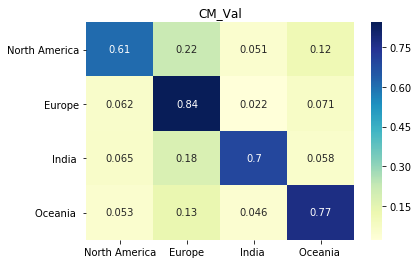 CM_Val
North America 0.61 0.22 0.051 0.12
Europe 0.062 0.84 0.022 0.071
India 0.065 0.18 0.7 0.058
Oceania 0.053 0.13 0.046 0.77
North America Europe India Oceania
0.75
0.60
0.45
0.30
0.15